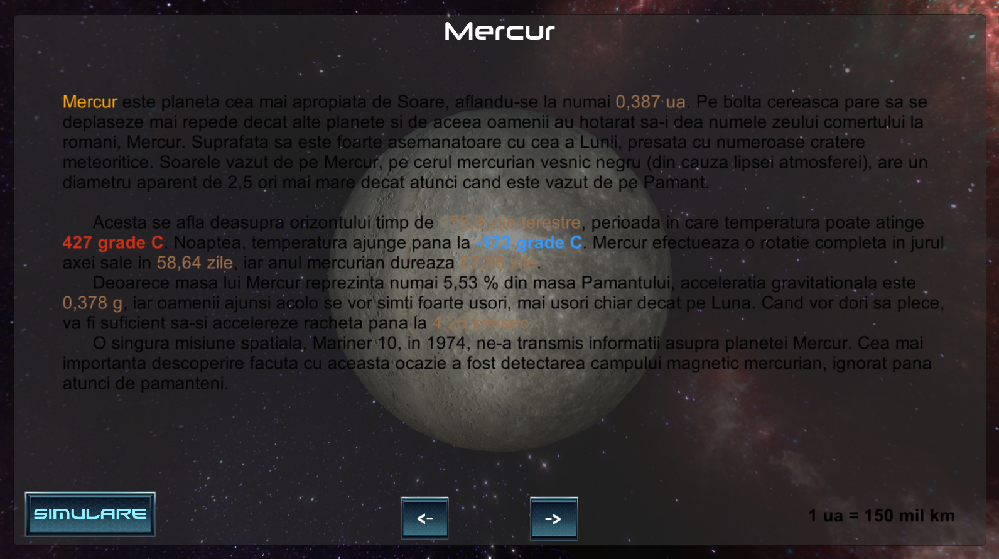 Mercur
Mercur este planeta cea mai apropiata de Soare, aflandu-se la numai 0,387 ua. Pe bolta cereasca pare sa se
deplaseze mai repede decat alte planete si de aceea oamenii au hotarat sa-i dea numele zeului comertului la
romani, Mercur. Suprafata sa este foarte asemanatoare cu cea a Lunii, presata cu numeroase cratere
meteoritice. Soarele vazut de pe Mercur, pe cerul mercurian vesnic negru (din cauza lipsei atmosferei), are un
diametru aparent de 2,5 ori mai mare decat atunci cand este vazut de pe Pamant.
Acesta se afla deasupra orizontului timp de 175,9 zile terestre, perioada in care temperatura poate atinge
427 grade C. Noaptea, temperatura ajunge pana la -173 grade C. Mercur efectueaza o rotatie completa in jurul
axei sale in 58,64 zile, iar anul mercurian dureaza zile.
Deoarece masa lui Mercur reprezinta numai 5,53 % din masa Pamantului, acceleratia gravitationala este
0,378 g, iar oamenii ajunsi acolo se vor simti foarte usori, mai usori chiar decat pe Luna. Cand vor dori sa plece,
va fi suficient sa-si accelereze racheta pana la 4,25 km/sec.
O singura misiune spatiala, Mariner 10, in 1974, ne-a transmis informatii asupra planetei Mercur. Cea mai
importanta descoperire facuta cu aceasta ocazie a fost detectarea campului magnetic mercurian, ignorat pana
atunci de pamanteni.
SIMULARE
<-
->
1 ua = 150 mil km